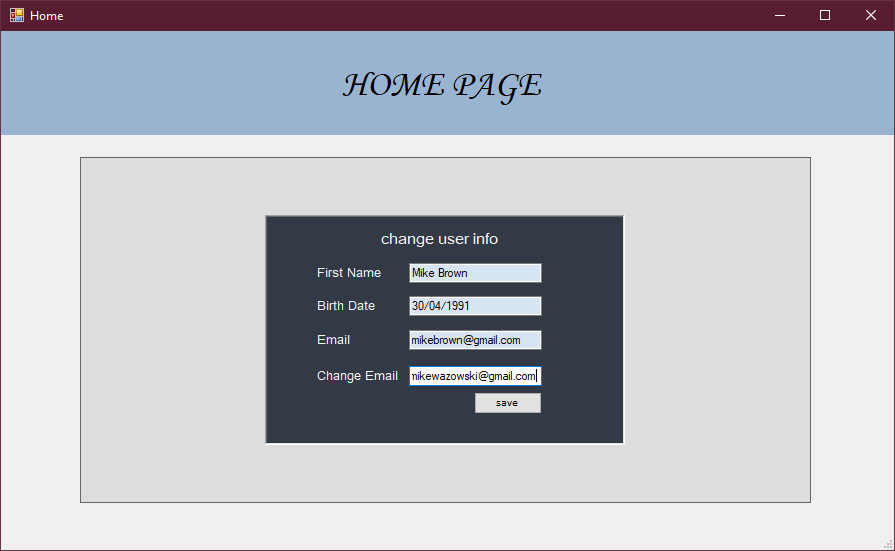 Home
HOME PAGE
change user info
First Name Mike Brown
Birth Date 30/04/1991
Email mikebrown@gmail.com
Change Email mikewazowski@gmail.com
save